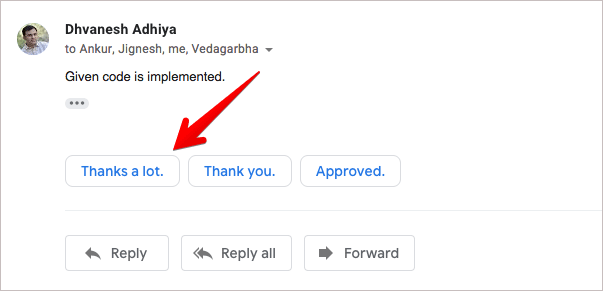 Dhvanesh Adhiya
to Ankur, Jignesh, me, Vedagarbha
Given code is implemented.
Thanks a lot. Thank you. Approved.
Reply Reply all Forward